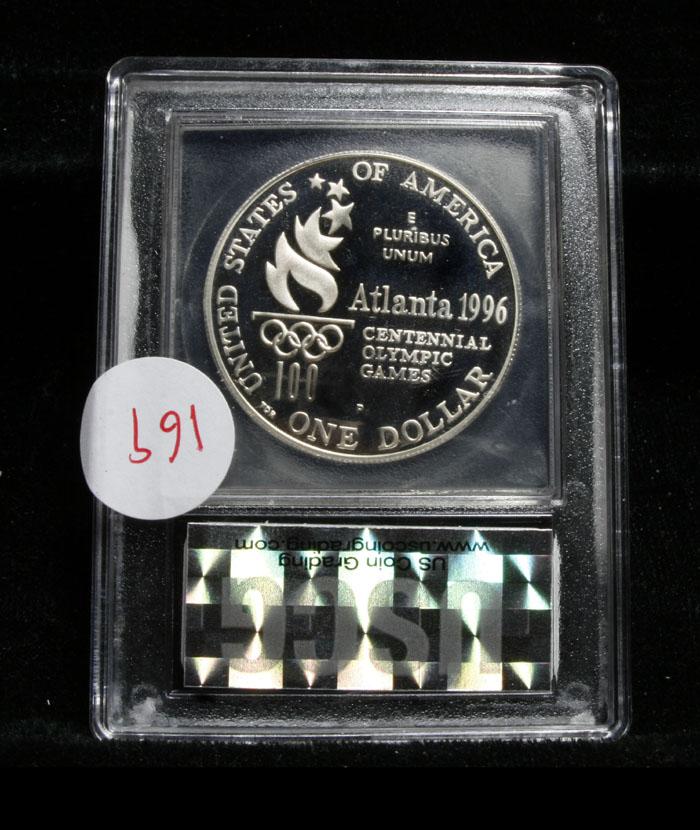 UNITED STATES OF AMERICA
E
PLURIBUS
UNUM
Atlanta 1996
CENTENNIAL
OLYMPIC
GAMES
100
P
ONE DOLLAR
169
US Coin Grading
www.uscoingrading.com
USCG